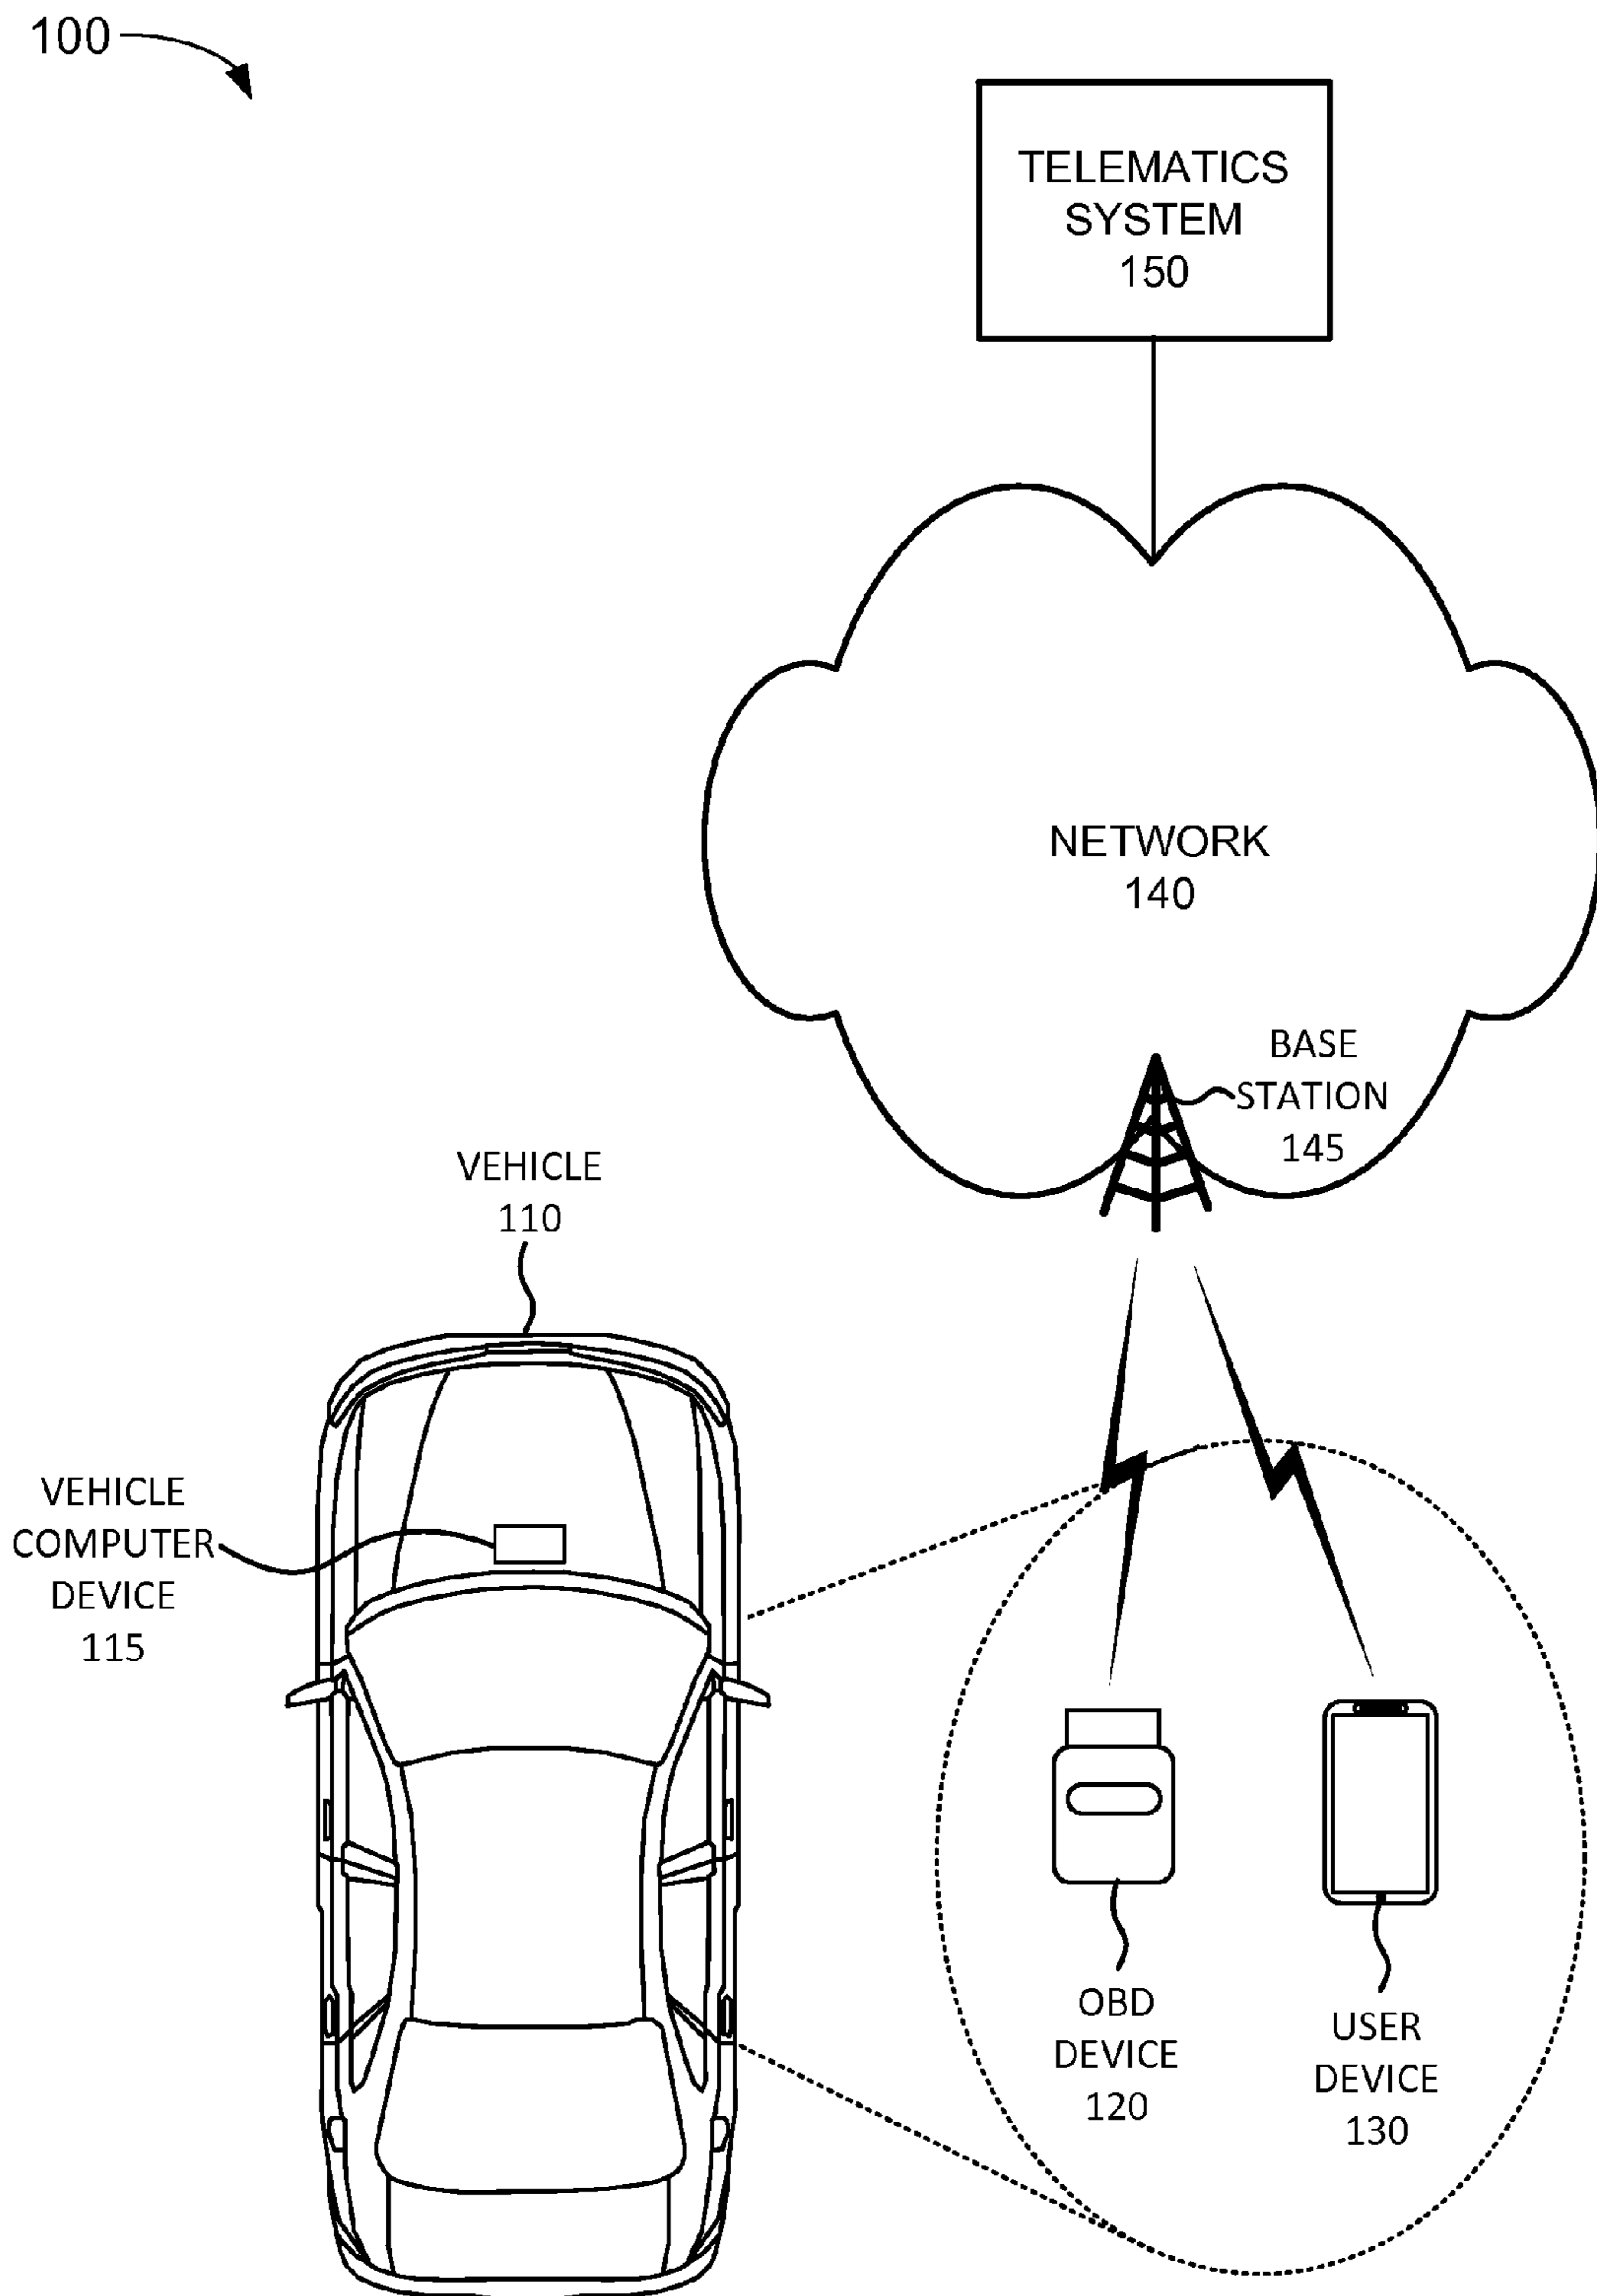 100
TELEMATICS
SYSTEM
150
NETWORK
140
BASE
STATION
145
VEHICLE
110
VEHICLE
COMPUTER
DEVICE
115
OBD
DEVICE
120
USER
DEVICE
130